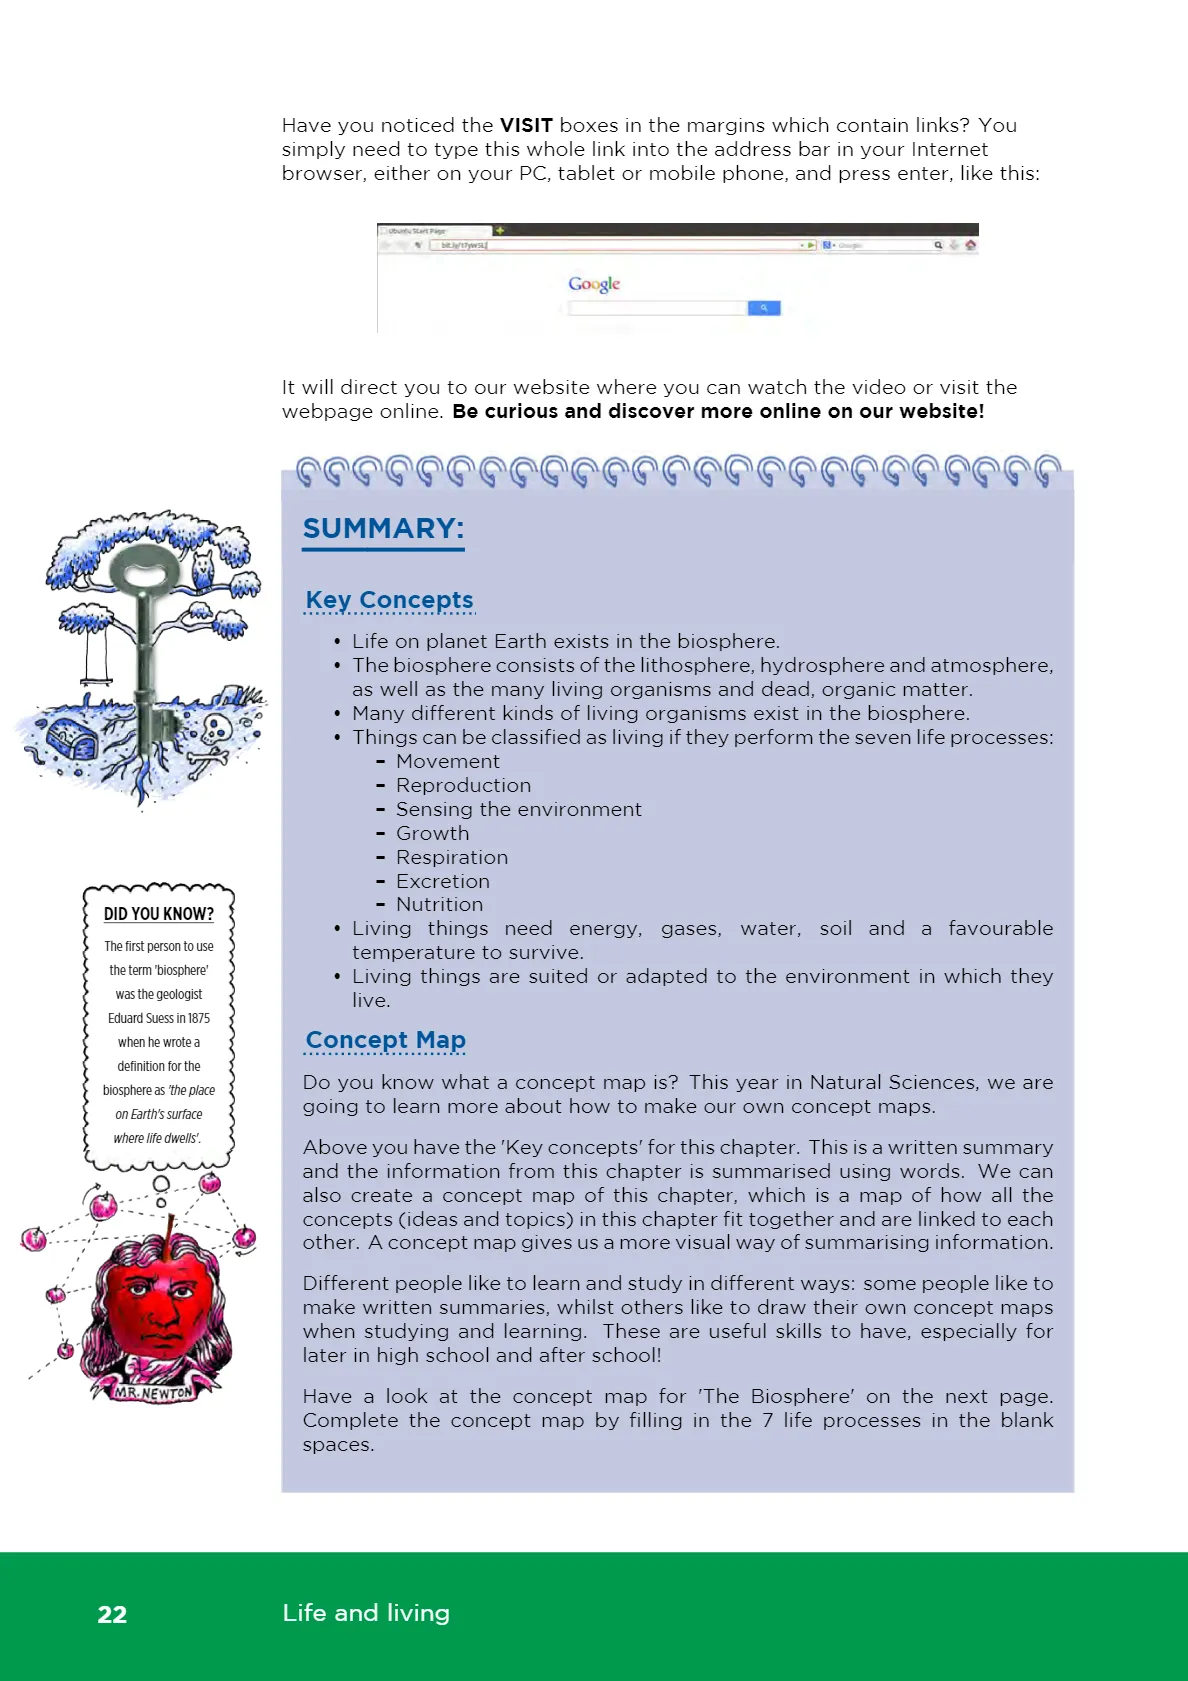 Have you noticed the VISIT boxes in the margins which contain links? You
simply need to type this whole link into the address bar in your Internet
browser, either on your PC, tablet or mobile phone, and press enter, like this:
Ubuntu Start Page
Google
Google
It will direct you to our website where you can watch the video or visit the
webpage online. Be curious and discover more online on our website!
SUMMARY:
Key Concepts
• Life on planet Earth exists in the biosphere.
• The biosphere consists of the lithosphere, hydrosphere and atmosphere,
as well as the many living organisms and dead, organic matter.
• Many different kinds of living organisms exist in the biosphere.
• Things can be classified as living if they perform the seven life processes:
– Movement
– Reproduction
– Sensing the environment
– Growth
– Respiration
– Excretion
– Nutrition
• Living things need energy, gases, water, soil and a favourable
temperature to survive.
• Living things are suited or adapted to the environment in which they
live.
DID YOU KNOW?
The first person to use
the term 'biosphere'
was the geologist
Eduard Suess in 1875
when he wrote a
definition for the
biosphere as 'the place
on Earth's surface
where life dwells'.
MR. NEWTON
Concept Map
Do you know what a concept map is? This year in Natural Sciences, we are
going to learn more about how to make our own concept maps.
Above you have the 'Key concepts' for this chapter. This is a written summary
and the information from this chapter is summarised using words. We can
also create a concept map of this chapter, which is a map of how all the
concepts (ideas and topics) in this chapter fit together and are linked to each
other. A concept map gives us a more visual way of summarising information.
Different people like to learn and study in different ways: some people like to
make written summaries, whilst others like to draw their own concept maps
when studying and learning. These are useful skills to have, especially for
later in high school and after school!
Have a look at the concept map for 'The Biosphere' on the next page.
Complete the concept map by filling in the 7 life processes in the blank
spaces.
22
Life and living